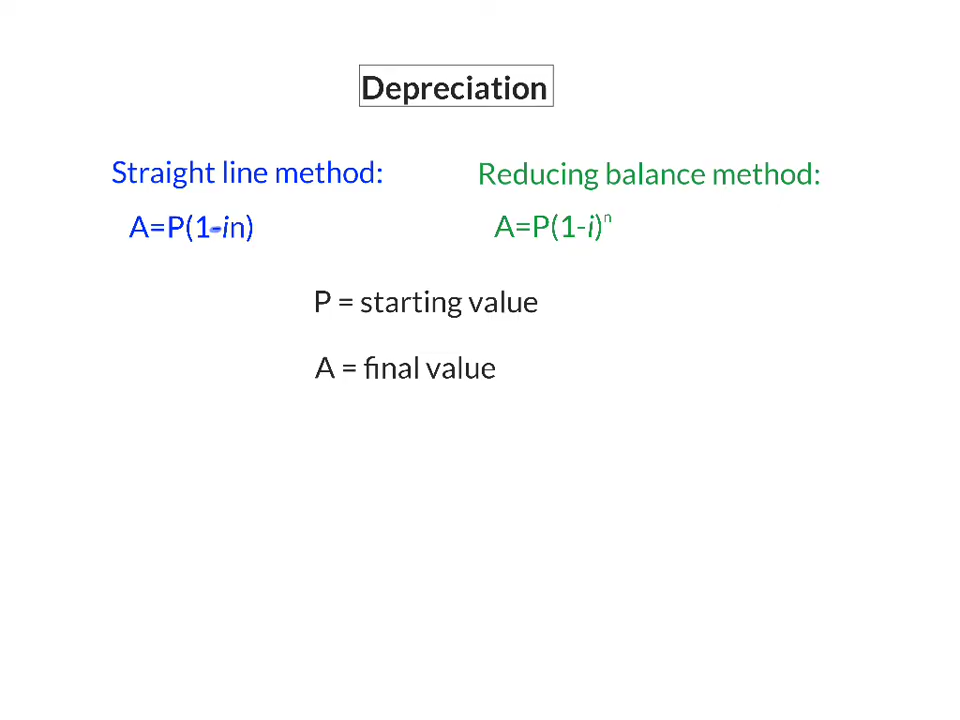 Depreciation
Straight line method:
A=P(1-in)
Reducing balance method:
A=P(1-i)ⁿ
P = starting value
A = final value